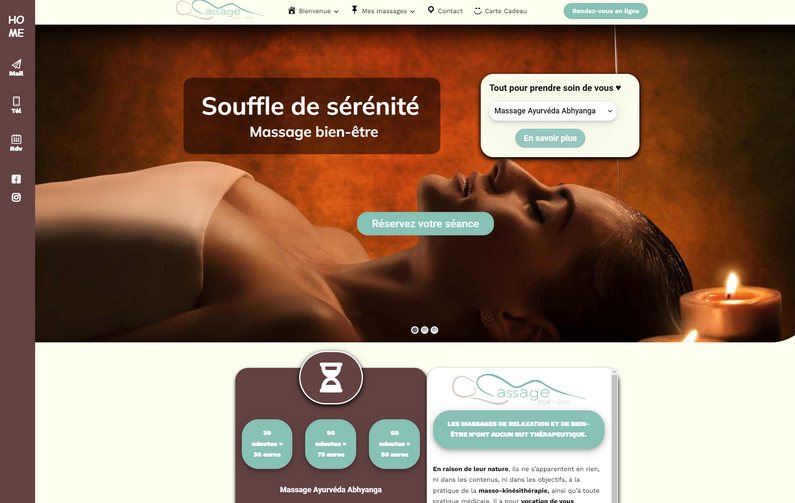 HO
ME
Mail
Tél
Rdv
assage
Bienvenue
Mes massages
Contact
Carte Cadeau
Rendez-vous en ligne
Souffle de sérénité
Massage bien-être
Tout pour prendre soin de vous ♥
Massage Ayurvéda Abhyanga
En savoir plus
Réservez votre séance
30
minutes =
30 euros
90
minutes =
75 euros
60
minutes =
50 euros
Massage Ayurvéda Abhyanga
assage
bien - être
LES MASSAGES DE RELAXATION ET DE BIEN-
ÊTRE N'ONT AUCUN BUT THÉRAPEUTIQUE.
En raison de leur nature, ils ne s'apparentent en rien,
ni dans les contenus, ni dans les objectifs, à la
pratique de la masso-kinésithérapie, ainsi qu'à toute
pratique médicale. Il a pour vocation de vous